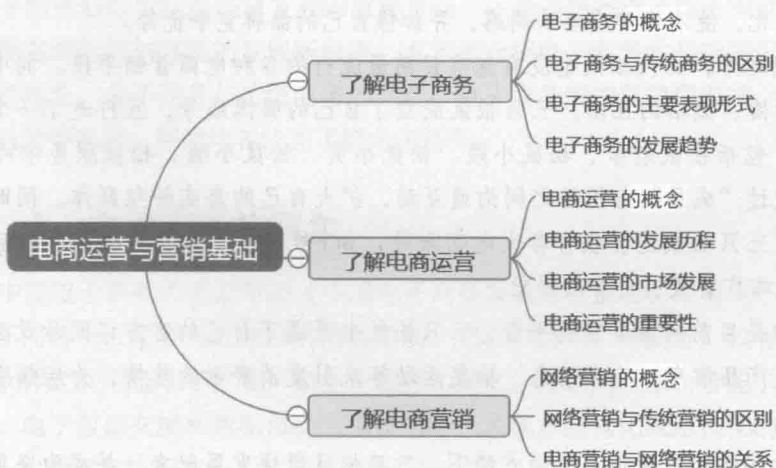 电商运营与营销基础
了解电子商务
电子商务的概念
电子商务与传统商务的区别
电子商务的主要表现形式
电子商务的发展趋势
了解电商运营
电商运营的概念
电商运营的发展历程
电商运营的市场发展
电商运营的重要性
了解电商营销
网络营销的概念
网络营销与传统营销的区别
电商营销与网络营销的关系